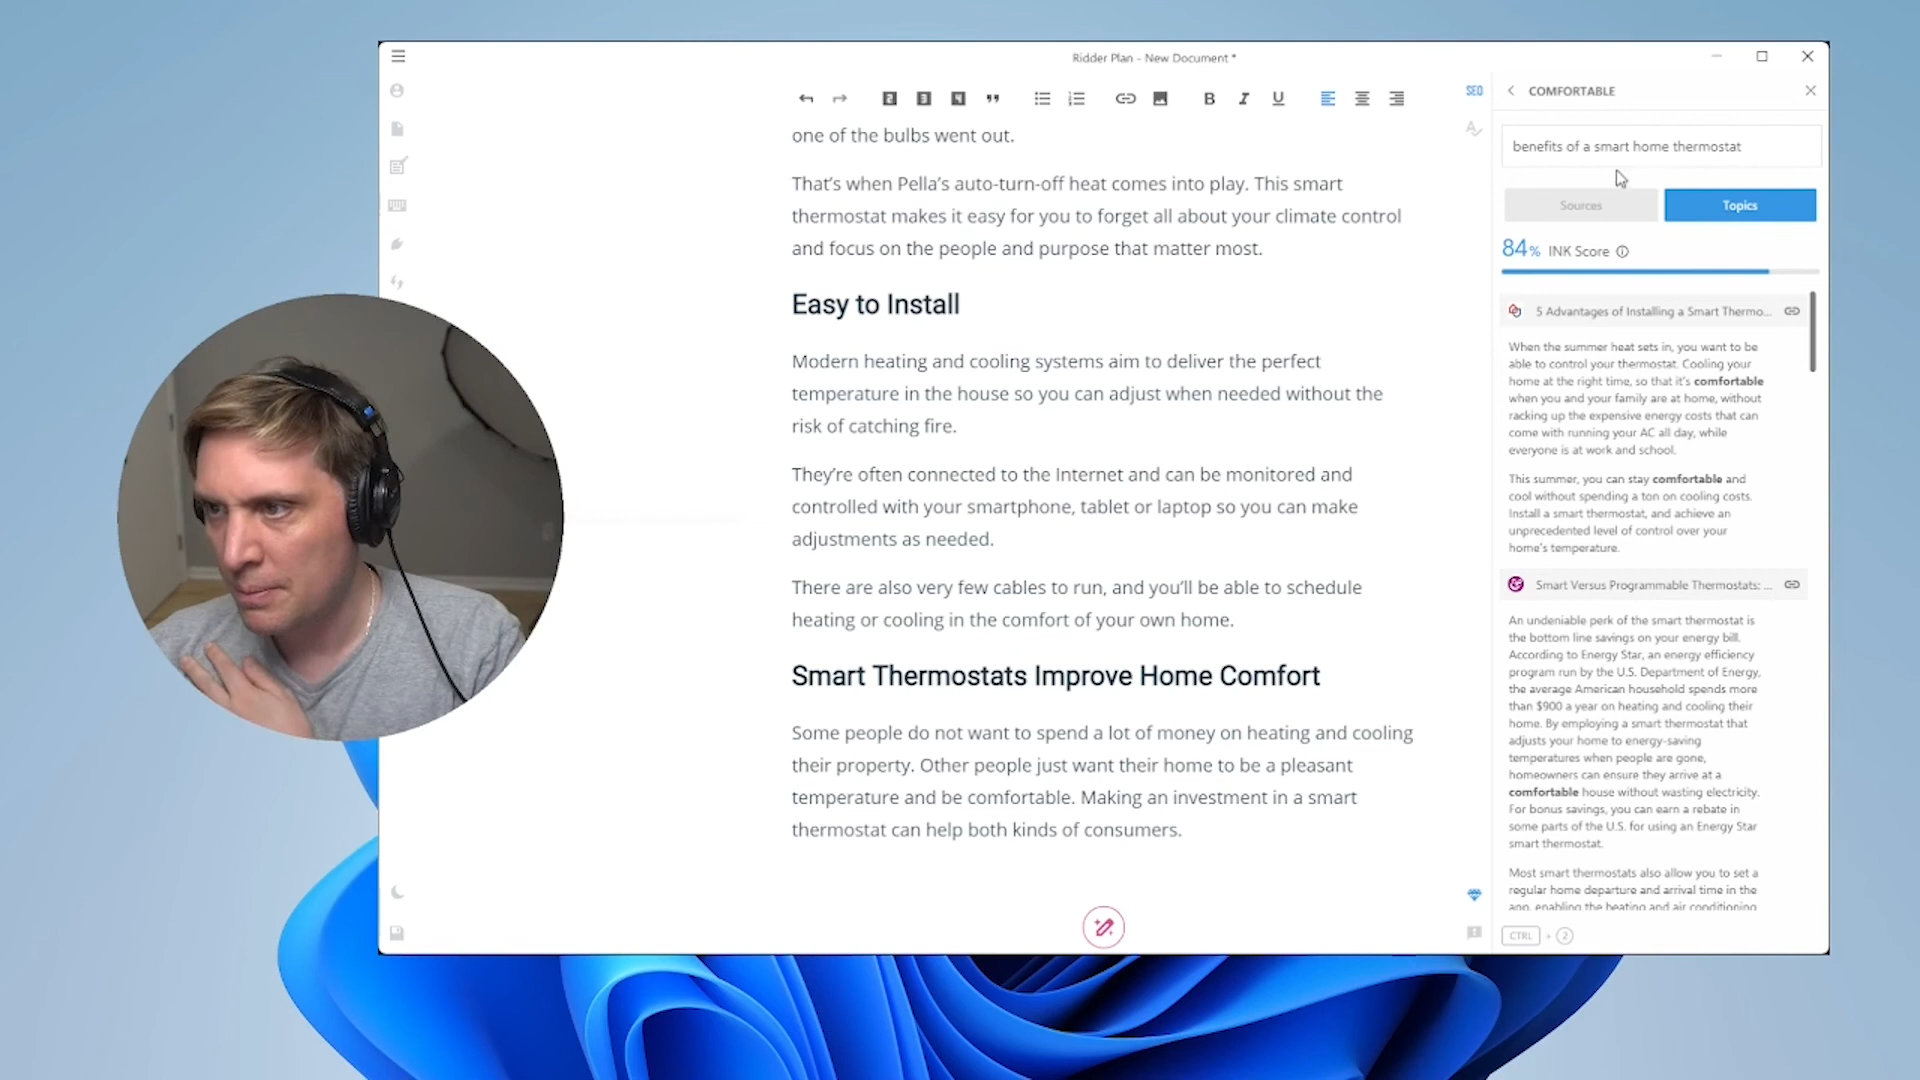 Ridder Plan - New Document *
2
3
4
B
I
U
one of the bulbs went out.
That’s when Pella’s auto-turn-off heat comes into play. This smart
thermostat makes it easy for you to forget all about your climate control
and focus on the people and purpose that matter most.
Easy to Install
Modern heating and cooling systems aim to deliver the perfect
temperature in the house so you can adjust when needed without the
risk of catching fire.
They’re often connected to the Internet and can be monitored and
controlled with your smartphone, tablet or laptop so you can make
adjustments as needed.
There are also very few cables to run, and you’ll be able to schedule
heating or cooling in the comfort of your own home.
Smart Thermostats Improve Home Comfort
Some people do not want to spend a lot of money on heating and cooling
their property. Other people just want their home to be a pleasant
temperature and be comfortable. Making an investment in a smart
thermostat can help both kinds of consumers.
SEO
COMFORTABLE
benefits of a smart home thermostat
Sources
Topics
84% INK Score
5 Advantages of Installing a Smart Thermo...
When the summer heat sets in, you want to be
able to control your thermostat. Cooling your
home at the right time, so that it’s comfortable
when you and your family are at home, without
racking up the expensive energy costs that can
come with running your AC all day, while
everyone is at work and school.
This summer, you can stay comfortable and
cool without spending a ton on cooling costs.
Install a smart thermostat, and achieve an
unprecedented level of control over your
home’s temperature.
Smart Versus Programmable Thermostats: ...
An undeniable perk of the smart thermostat is
the bottom line savings on your energy bill.
According to Energy Star, an energy efficiency
program run by the U.S. Department of Energy,
the average American household spends more
than $900 a year on heating and cooling their
home. By employing a smart thermostat that
adjusts your home to energy-saving
temperatures when people are gone,
homeowners can ensure they arrive at a
comfortable house without wasting electricity.
For bonus savings, you can earn a rebate in
some parts of the U.S. for using an Energy Star
smart thermostat.
Most smart thermostats also allow you to set a
regular home departure and arrival time in the
app, enabling the heating and air conditioning
CTRL + 2